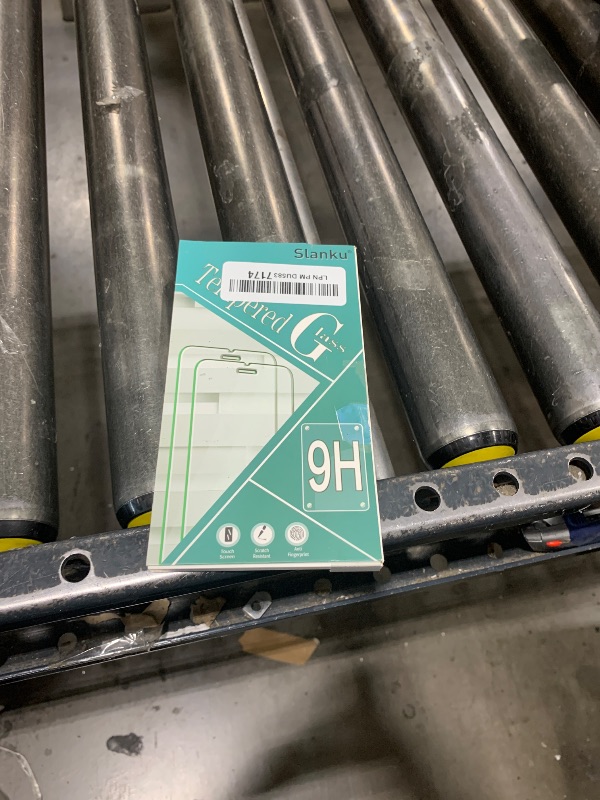 Slanku®
LPN PM DUS83 7174
Tempered
Glass
9H
Touch
Screen
Scratch
Resistant
Anti
Fingerprint